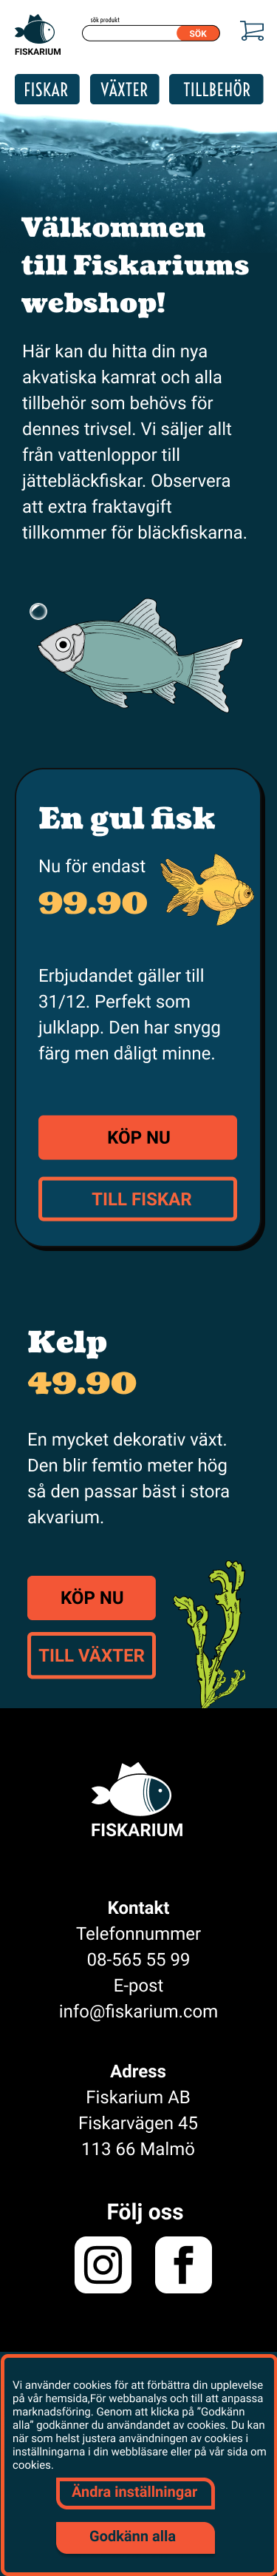 FISKARIUM
sök produkt
SÖK
FISKAR
VÄXTER
TILLBEHÖR
Välkommen
till Fiskariums
webshop!
Här kan du hitta din nya
akvatiska kamrat och alla
tillbehör som behövs för
dennes trivsel. Vi säljer allt
från vattenloppor till
jättebläckfiskar. Observera
att extra fraktavgift
tillkommer för bläckfiskarna.
En gul fisk
Nu för endast
99.90
Erbjudandet gäller till
31/12. Perfekt som
julklapp. Den har snygg
färg men dåligt minne.
KÖP NU
TILL FISKAR
Kelp
49.90
En mycket dekorativ växt.
Den blir femtio meter hög
så den passar bäst i stora
akvarium.
KÖP NU
TILL VÄXTER
FISKARIUM
Kontakt
Telefonnummer
08-565 55 99
E-post
info@fiskarium.com
Adress
Fiskarium AB
Fiskarvägen 45
113 66 Malmö
Följ oss
Vi använder cookies för att förbättra din upplevelse
på vår hemsida,För webbanalys och till att anpassa
marknadsföring. Genom att klicka på "Godkänn
alla" godkänner du användandet av cookies. Du kan
när som helst justera användningen av cookies i
inställningarna i din webbläsare eller på vår sida om
cookies.
Ändra inställningar
Godkänn alla